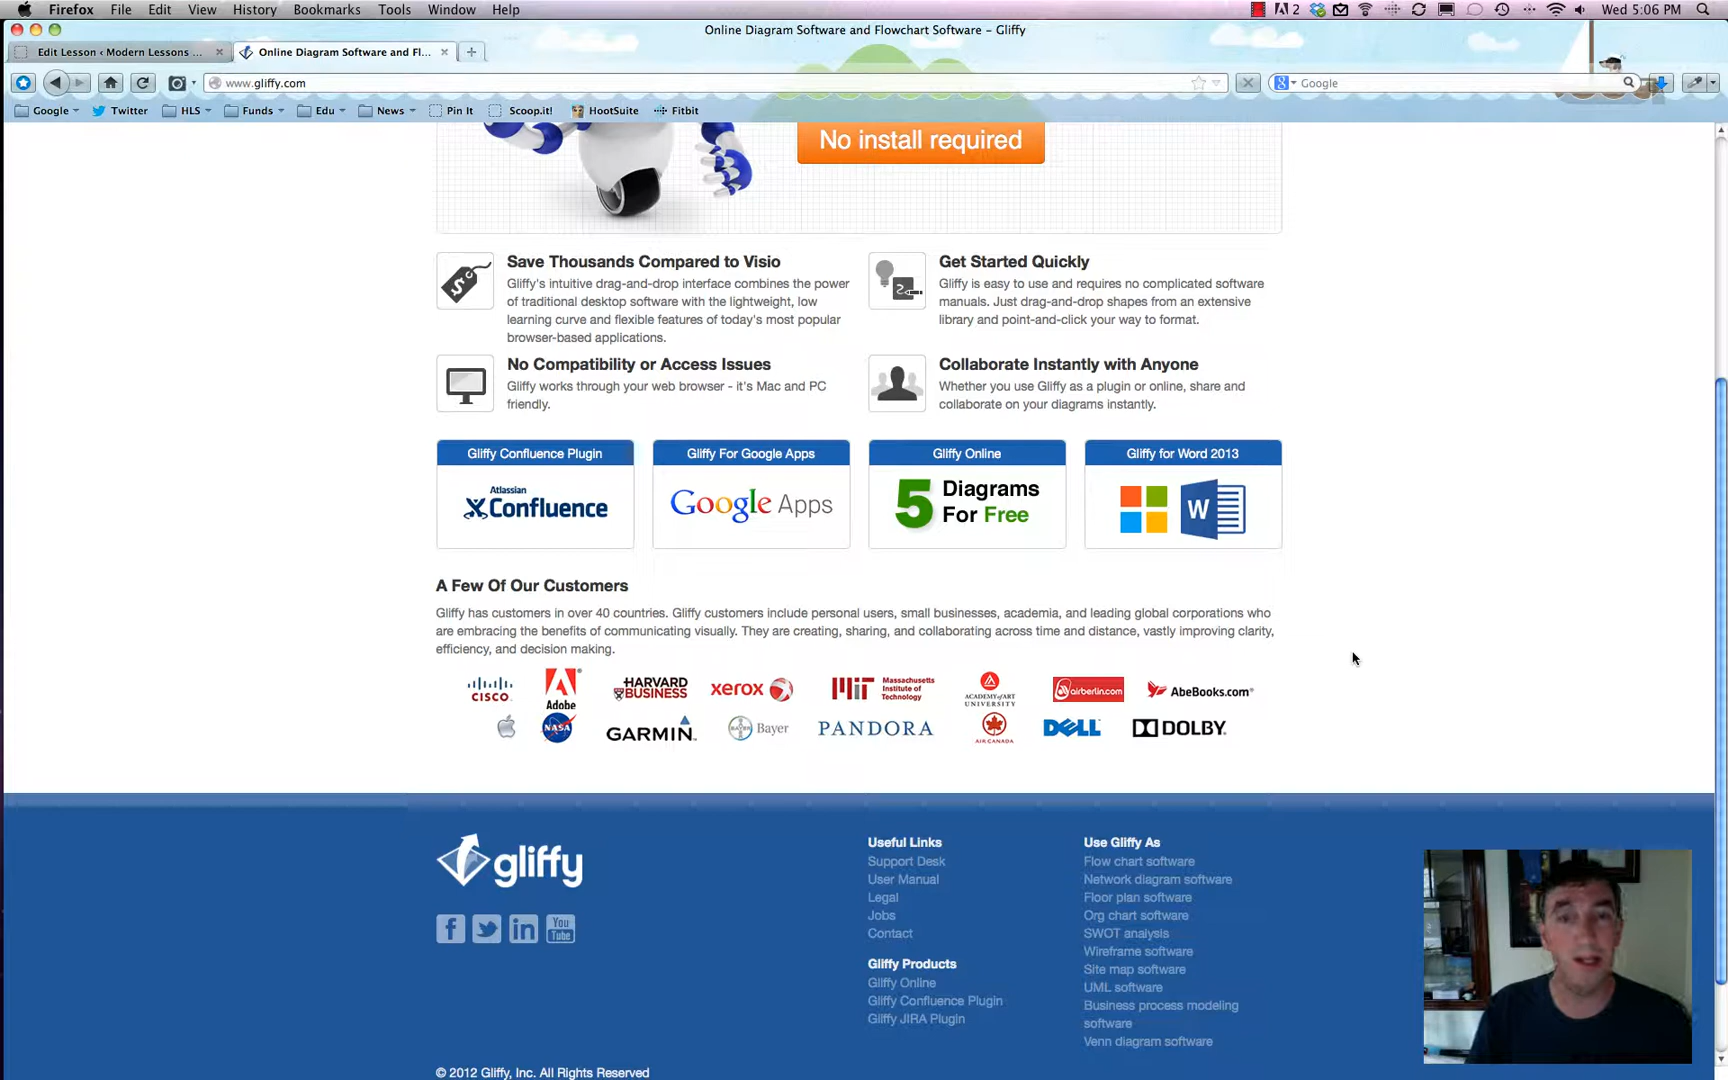 Firefox File Edit View History Bookmarks Tools Window Help
2 Wed 5:06 PM
Online Diagram Software and Flowchart Software – Gliffy
Edit Lesson ‹ Modern Lessons ... Online Diagram Software and Fl...
www.gliffy.com Google
Google Twitter HLS Funds Edu News Pin It Scoop.it! HootSuite Fitbit
No install required
Save Thousands Compared to Visio
Gliffy's intuitive drag-and-drop interface combines the power
of traditional desktop software with the lightweight, low
learning curve and flexible features of today's most popular
browser-based applications.
Get Started Quickly
Gliffy is easy to use and requires no complicated software
manuals. Just drag-and-drop shapes from an extensive
library and point-and-click your way to format.
No Compatibility or Access Issues
Gliffy works through your web browser - it's Mac and PC
friendly.
Collaborate Instantly with Anyone
Whether you use Gliffy as a plugin or online, share and
collaborate on your diagrams instantly.
Gliffy Confluence Plugin
Atlassian
Confluence
Gliffy For Google Apps
Google Apps
Gliffy Online
5 Diagrams
For Free
Gliffy for Word 2013
W
A Few Of Our Customers
Gliffy has customers in over 40 countries. Gliffy customers include personal users, small businesses, academia, and leading global corporations who
are embracing the benefits of communicating visually. They are creating, sharing, and collaborating across time and distance, vastly improving clarity,
efficiency, and decision making.
CISCO
Adobe
HARVARD
BUSINESS
xerox
MIT Massachusetts
Institute of
Technology
ACADEMY of ART
UNIVERSITY
airberlin.com
AbeBooks.com
NASA
GARMIN
BAYER Bayer
PANDORA
AIR CANADA
DELL
DOLBY
gliffy
f in You
Tube
Useful Links
Support Desk
User Manual
Legal
Jobs
Contact
Gliffy Products
Gliffy Online
Gliffy Confluence Plugin
Gliffy JIRA Plugin
Use Gliffy As
Flow chart software
Network diagram software
Floor plan software
Org chart software
SWOT analysis
Wireframe software
Site map software
UML software
Business process modeling
software
Venn diagram software
© 2012 Gliffy, Inc. All Rights Reserved